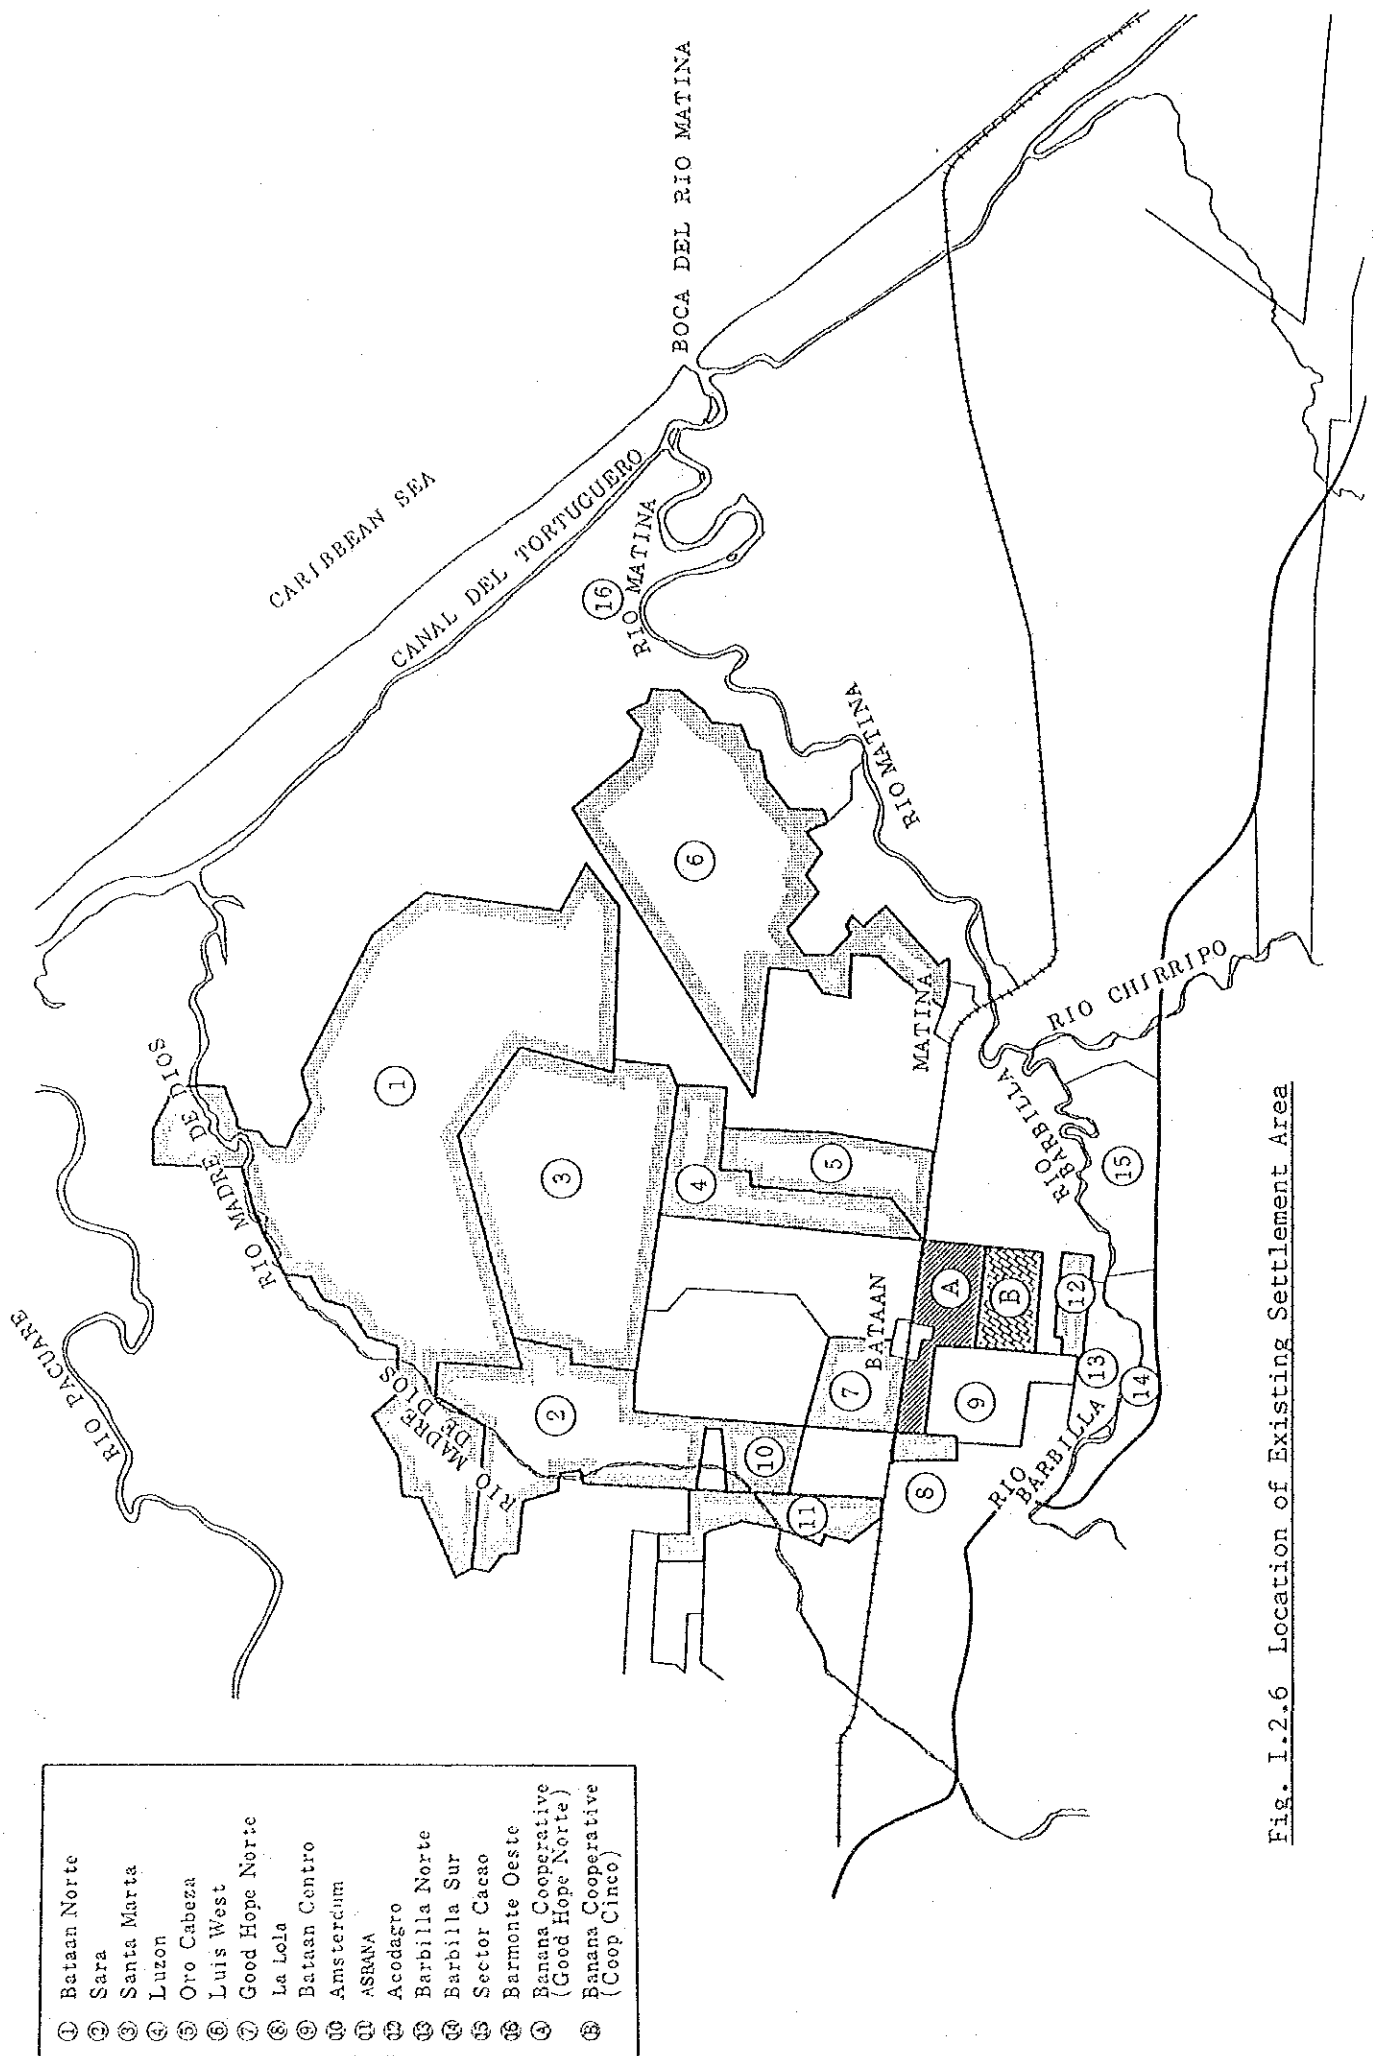 ① Bataan Norte
② Sara
③ Santa Marta
④ Luzon
⑤ Oro Cabeza
⑥ Luis West
⑦ Good Hope Norte
⑧ La Lola
⑨ Bataan Centro
⑩ Amsterdum
⑪ ASBANA
⑫ Acodagro
⑬ Barbilla Norte
⑭ Barbilla Sur
⑮ Sector Cacao
⑯ Barmonte Oeste
Ⓐ Banana Cooperative
(Good Hope Norte)
Ⓑ Banana Cooperative
(Coop Cinco)
RIO PACUARE
RIO MADRE DE DIOS
RIO MADRE DE DIOS
RIO MADRE
DE DIOS
CARIBBEAN SEA
CANAL DEL TORTUGUERO
BOCA DEL RIO MATINA
RIO MATINA
RIO MATINA
MATINA
BATAAN
RIO CHIRRIPO
RIO
BARBILLA
RIO
BARBILLA
1
2
3
4
5
6
7
8
9
10
11
12
13
14
15
16
A
B
Fig. I.2.6 Location of Existing Settlement Area